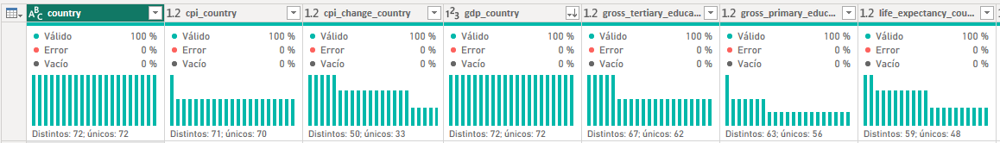 ABC country 1.2 cpi_country 1.2 cpi_change_country 123 gdp_country 1.2 gross_tertiary_educa... 1.2 gross_primary_educ... 1.2 life_expectancy_cou...
Válido 100 % Válido 100 % Válido 100 % Válido 100 % Válido 100 % Válido 100 % Válido 100 %
Error 0 % Error 0 % Error 0 % Error 0 % Error 0 % Error 0 % Error 0 %
Vacío 0 % Vacío 0 % Vacío 0 % Vacío 0 % Vacío 0 % Vacío 0 % Vacío 0 %
Distintos: 72; únicos: 72 Distintos: 71; únicos: 70 Distintos: 50; únicos: 33 Distintos: 72; únicos: 72 Distintos: 67; únicos: 62 Distintos: 63; únicos: 56 Distintos: 59; únicos: 48